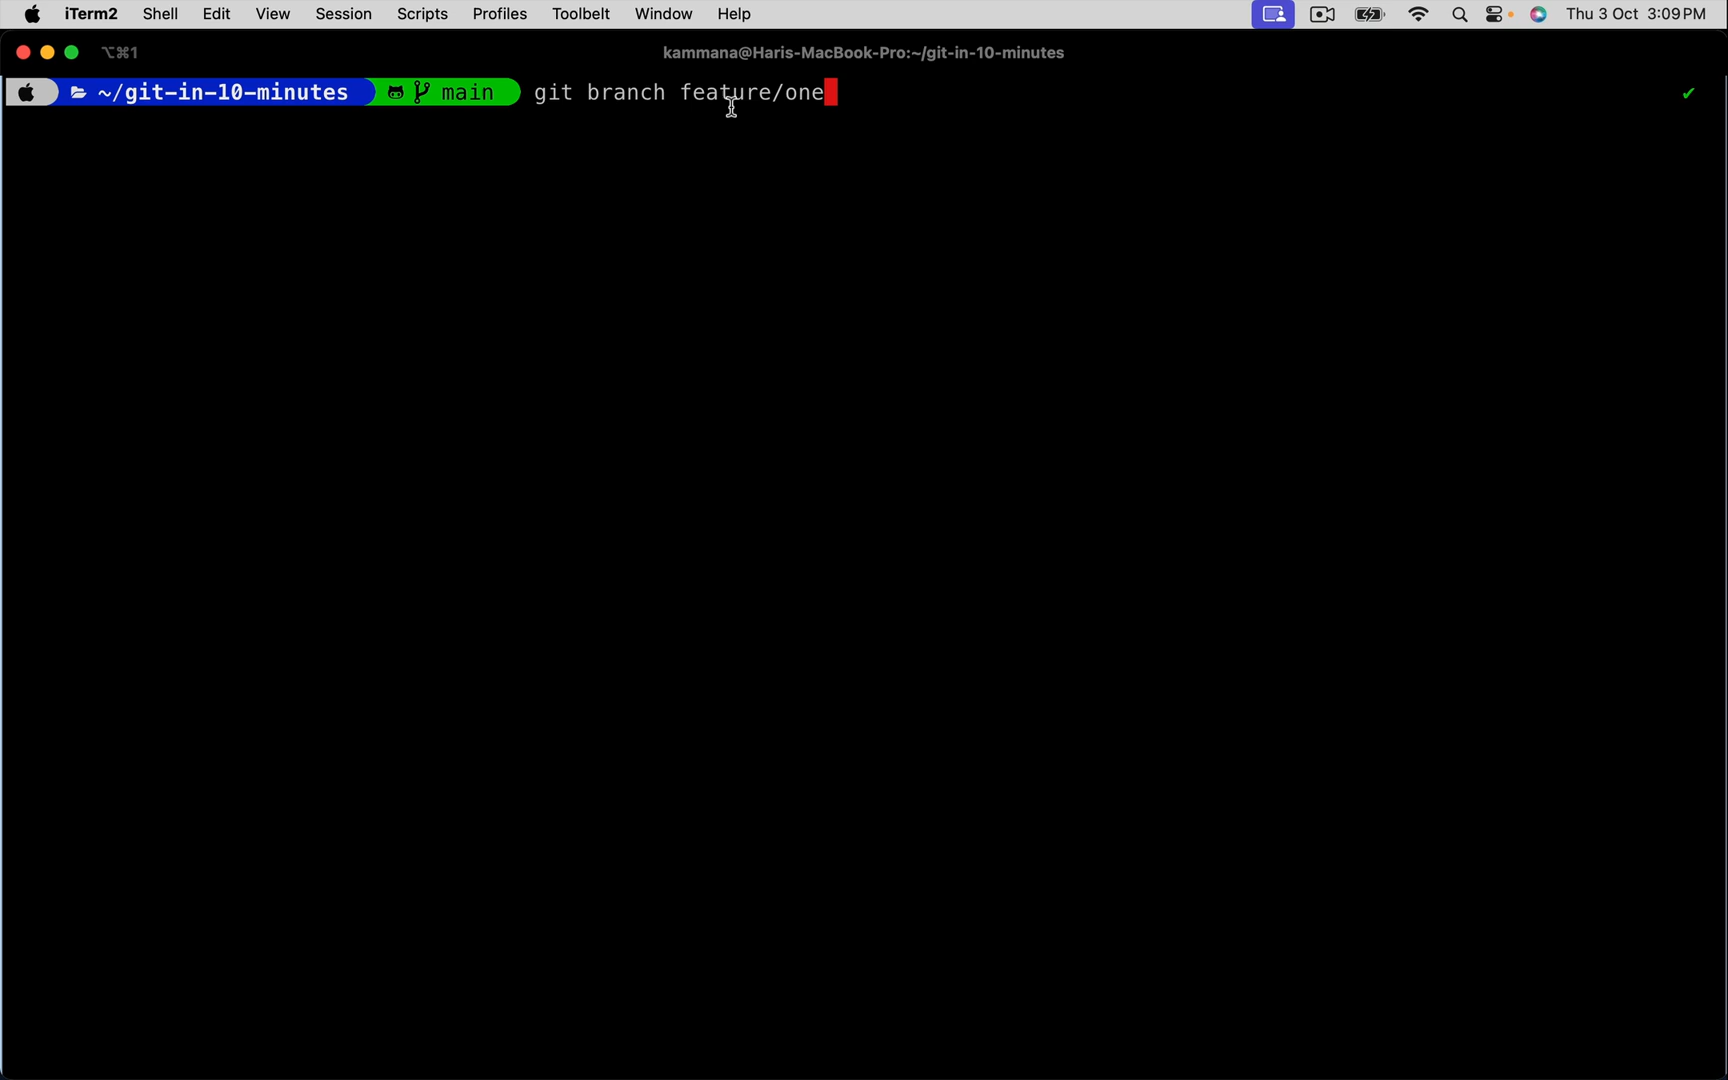 iTerm2 Shell Edit View Session Scripts Profiles Toolbelt Window Help Thu 3 Oct 3:09 PM
⌥⌘1 kammana@Haris-MacBook-Pro:~/git-in-10-minutes
~/git-in-10-minutes main git branch feature/one ✔